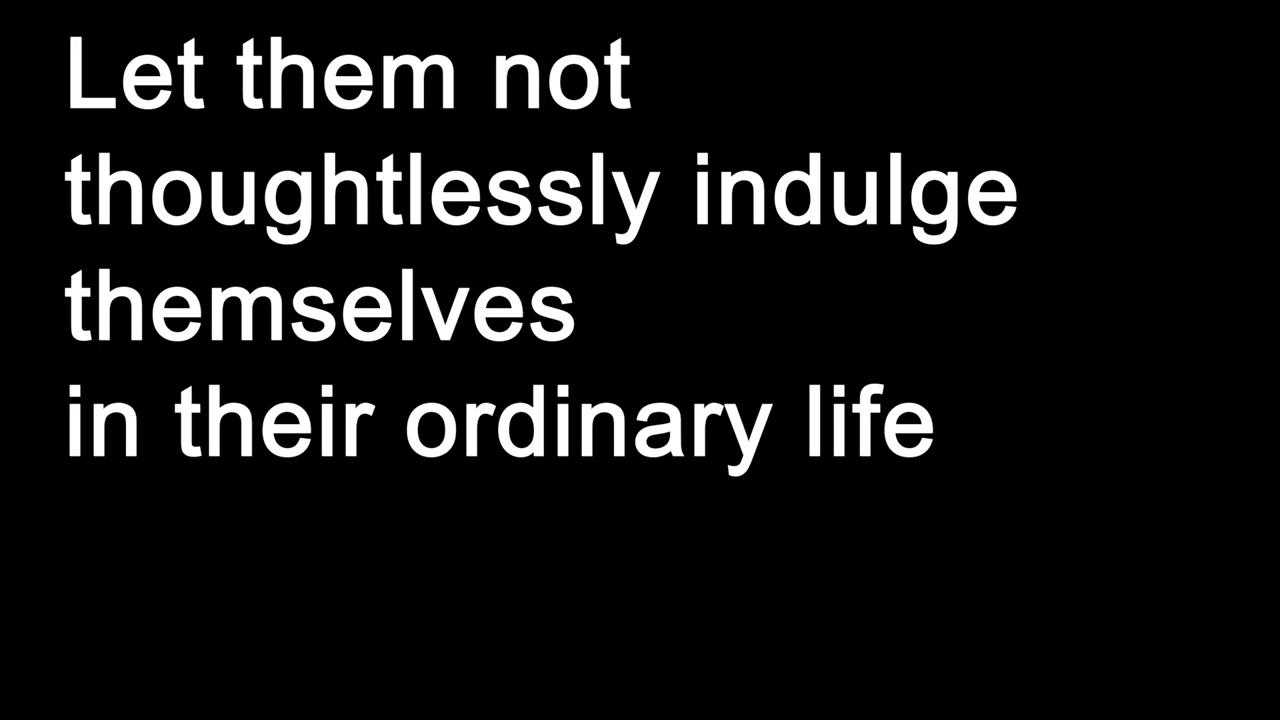 Let them not
thoughtlessly indulge
themselves
in their ordinary life